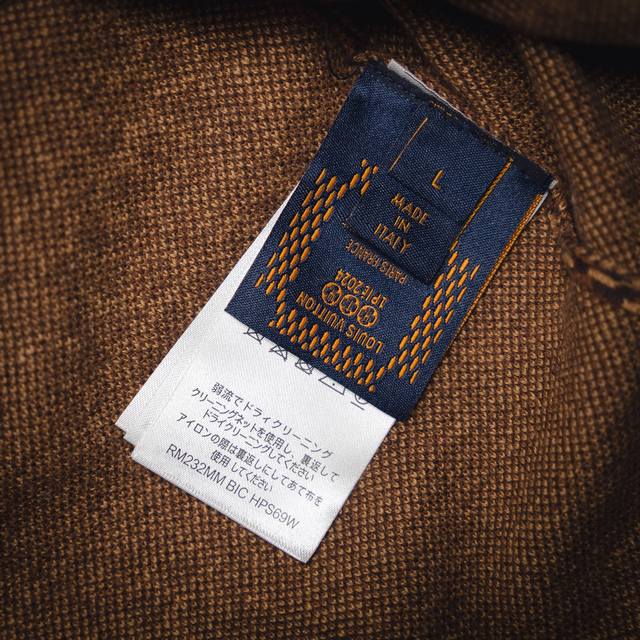 L
MADE
IN
ITALY
PARIS FRANCE
1P1E2024
LOUIS VUITTON
弱流でドライクリーニング
クリーニングネットを使用し、裏返して
ドライクリーニングしてください
アイロンの際は裏返しにしてあて布を
使用してください
RM232MM BIC HPS69W